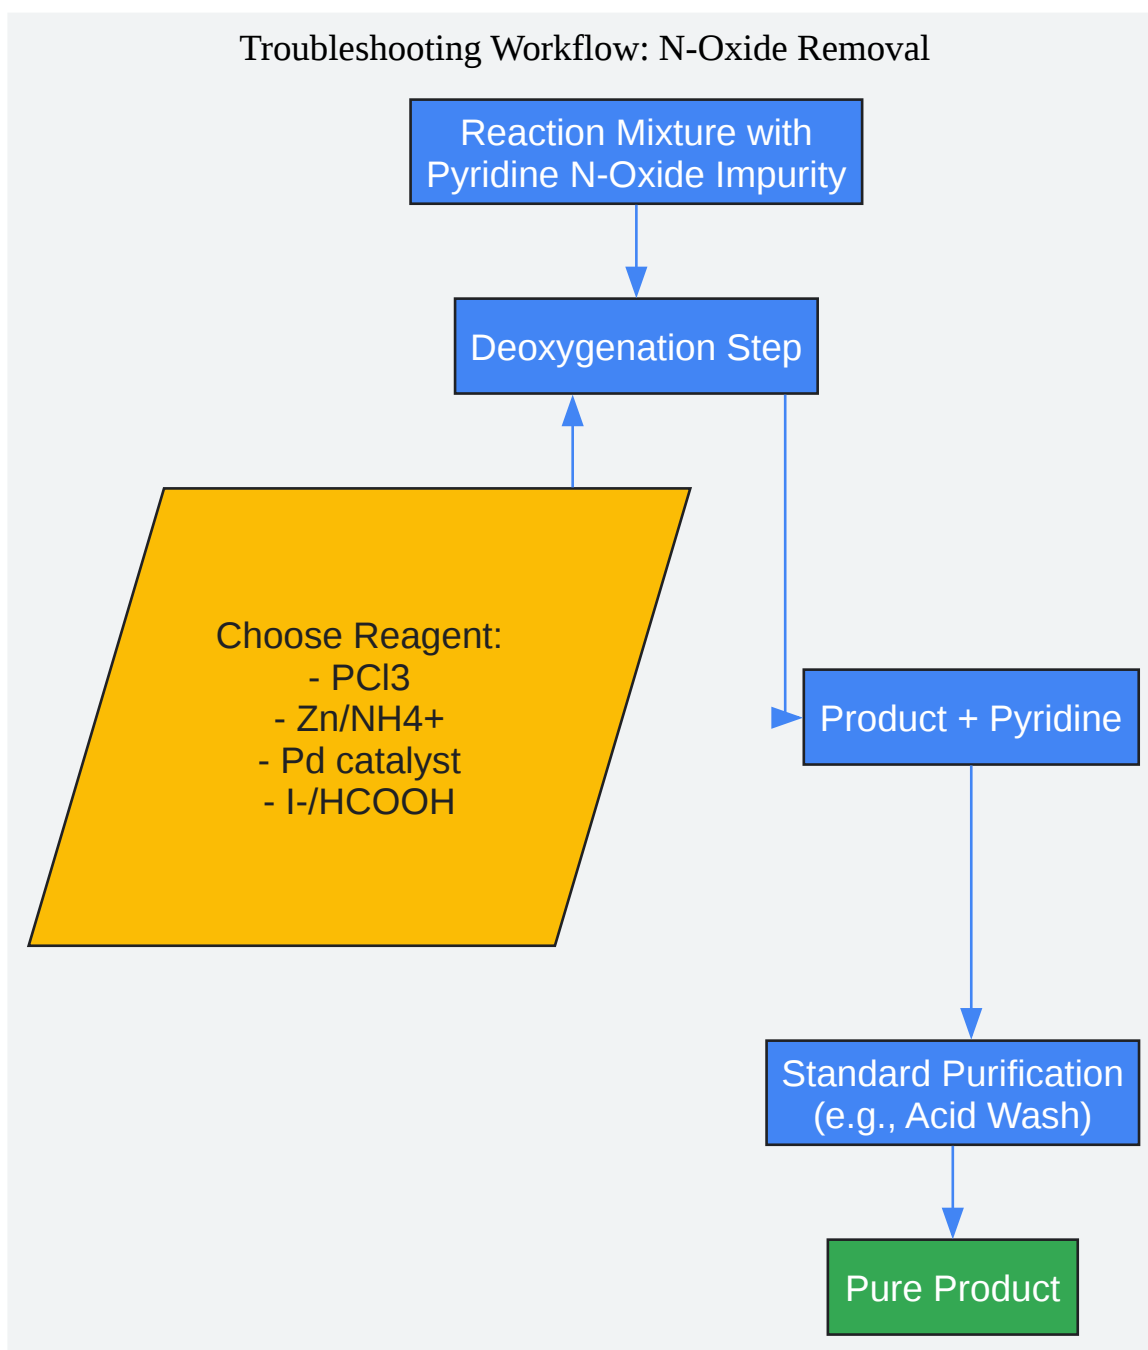 Troubleshooting Workflow: N-Oxide Removal
Reaction Mixture with
Pyridine N-Oxide Impurity
Deoxygenation Step
Choose Reagent:
- PCl3
- Zn/NH4+
- Pd catalyst
- I-/HCOOH
Product + Pyridine
Standard Purification
(e.g., Acid Wash)
Pure Product